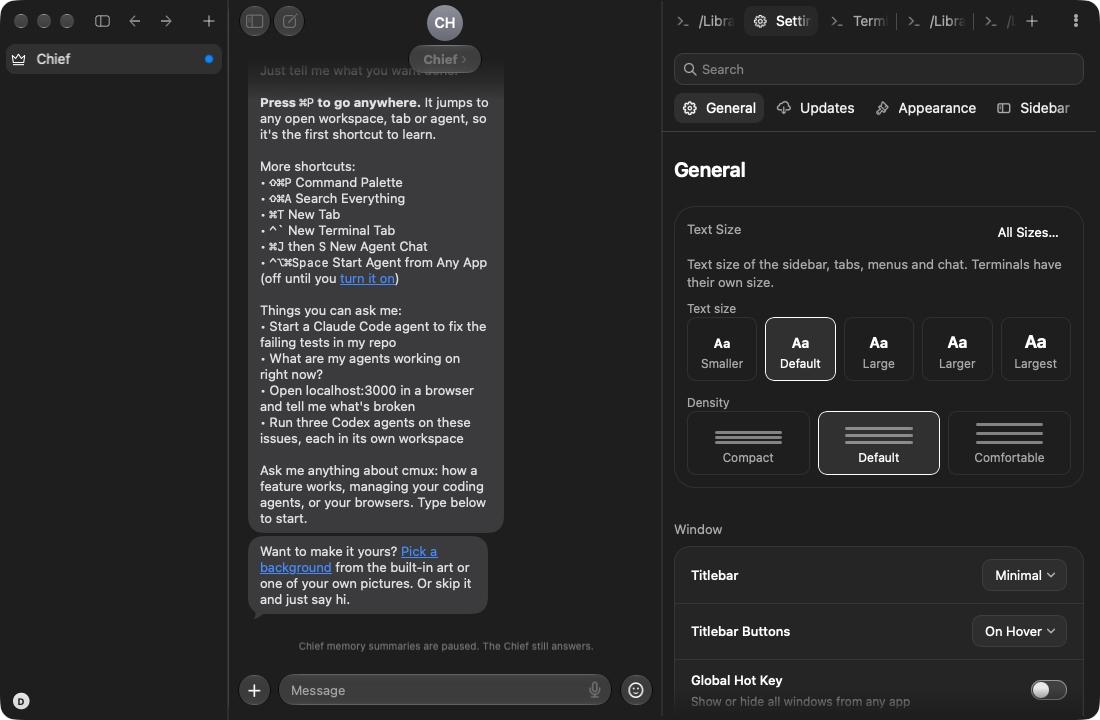 Chief
CH
Chief ›
Just tell me what you want done.
Press ⌘P to go anywhere. It jumps to
any open workspace, tab or agent, so
it's the first shortcut to learn.
More shortcuts:
• ⇧⌘P Command Palette
• ⇧⌘A Search Everything
• ⌘T New Tab
• ^` New Terminal Tab
• ⌘J then S New Agent Chat
• ^⌥⌘Space Start Agent from Any App
(off until you turn it on)
Things you can ask me:
• Start a Claude Code agent to fix the
failing tests in my repo
• What are my agents working on
right now?
• Open localhost:3000 in a browser
and tell me what's broken
• Run three Codex agents on these
issues, each in its own workspace
Ask me anything about cmux: how a
feature works, managing your coding
agents, or your browsers. Type below
to start.
Want to make it yours? Pick a
background from the built-in art or
one of your own pictures. Or skip it
and just say hi.
Chief memory summaries are paused. The Chief still answers.
Message
D
/Libra Settin Termi /Libra /L
Search
General Updates Appearance Sidebar
General
Text Size
All Sizes...
Text size of the sidebar, tabs, menus and chat. Terminals have
their own size.
Text size
Aa Aa Aa Aa Aa
Smaller Default Large Larger Largest
Density
Compact Default Comfortable
Window
Titlebar Minimal
Titlebar Buttons On Hover
Global Hot Key
Show or hide all windows from any app